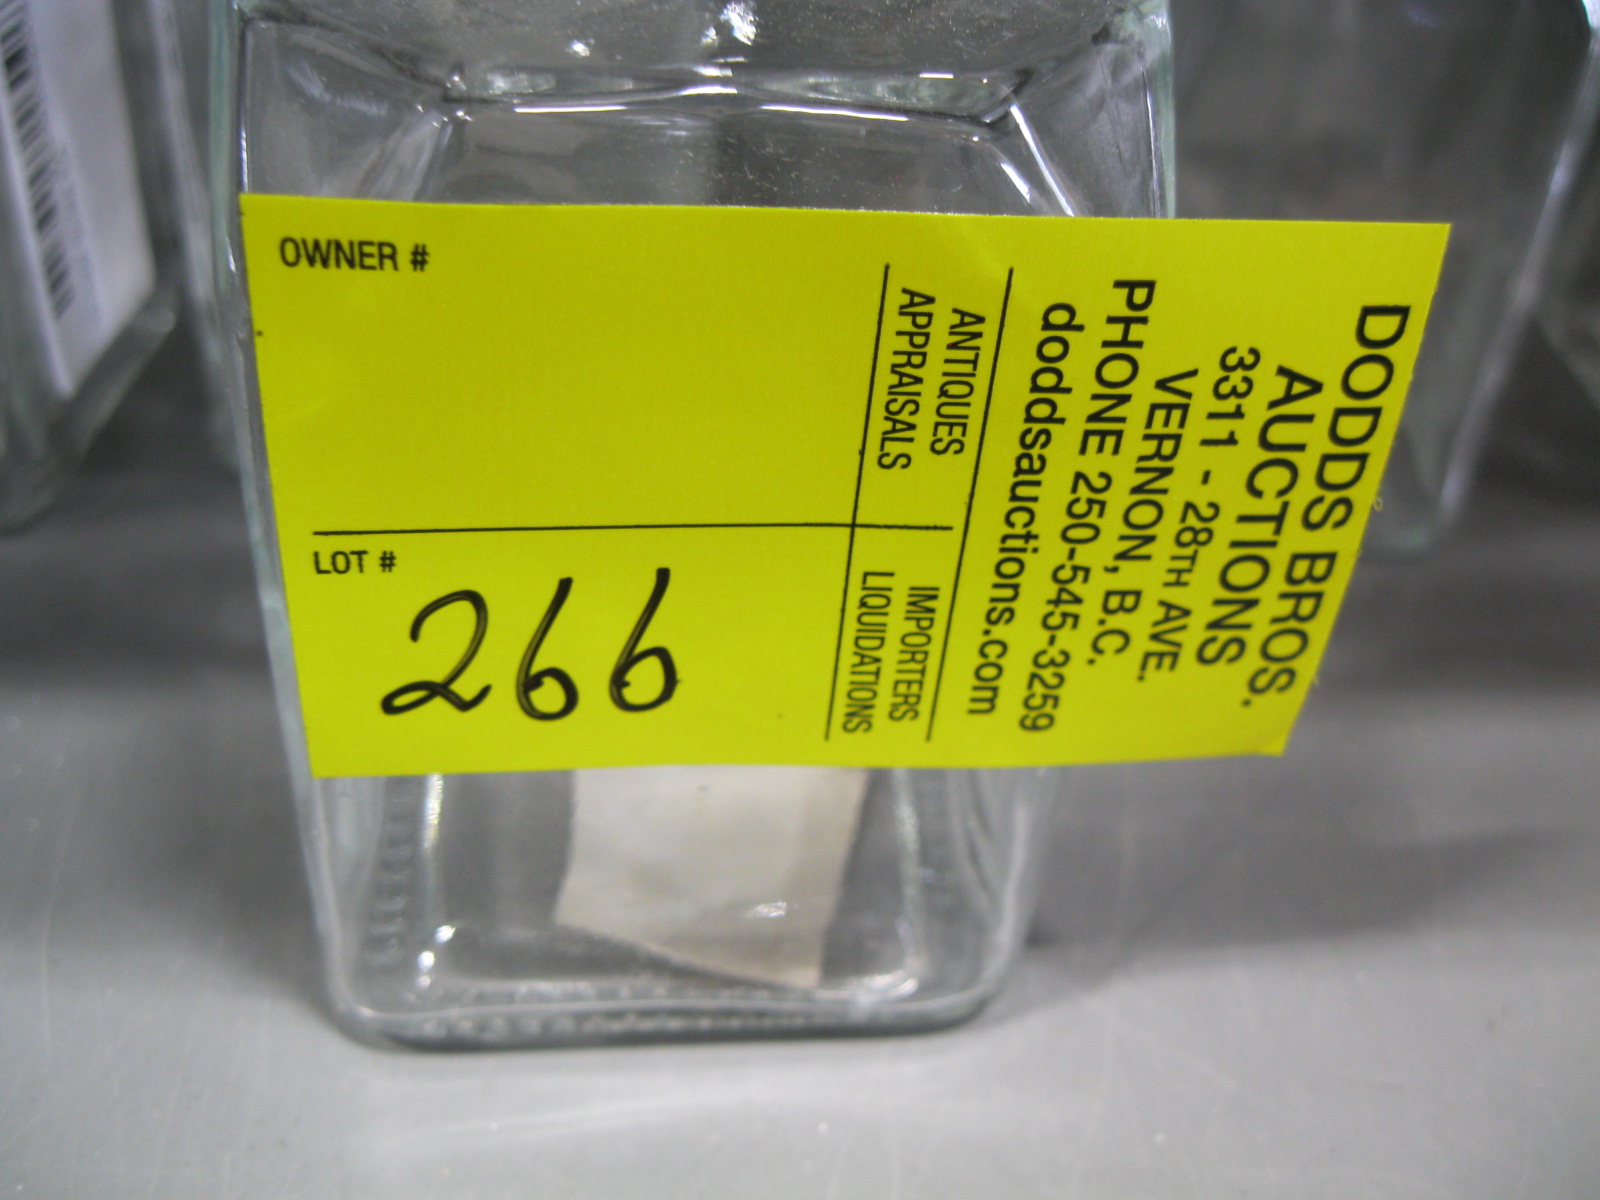 OWNER #
LOT #
266
DODDS BROS.
AUCTIONS
3311 - 28TH AVE.
VERNON, B.C.
PHONE 250-545-3259
doddsauctions.com
ANTIQUES
APPRAISALS
IMPORTERS
LIQUIDATIONS